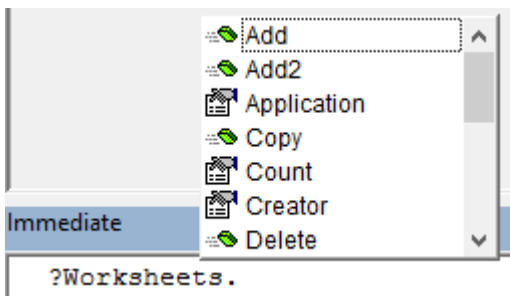 Add
Add2
Application
Copy
Count
Creator
Delete
Immediate
?Worksheets.